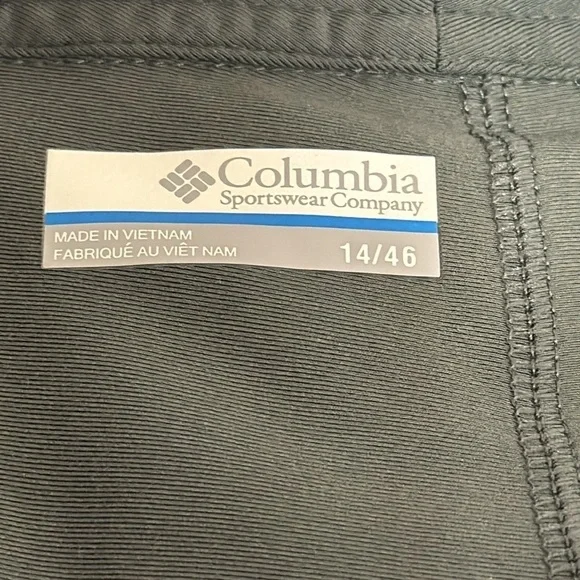 Columbia
Sportswear Company
MADE IN VIETNAM
FABRIQUÉ AU VIÊT NAM
14/46